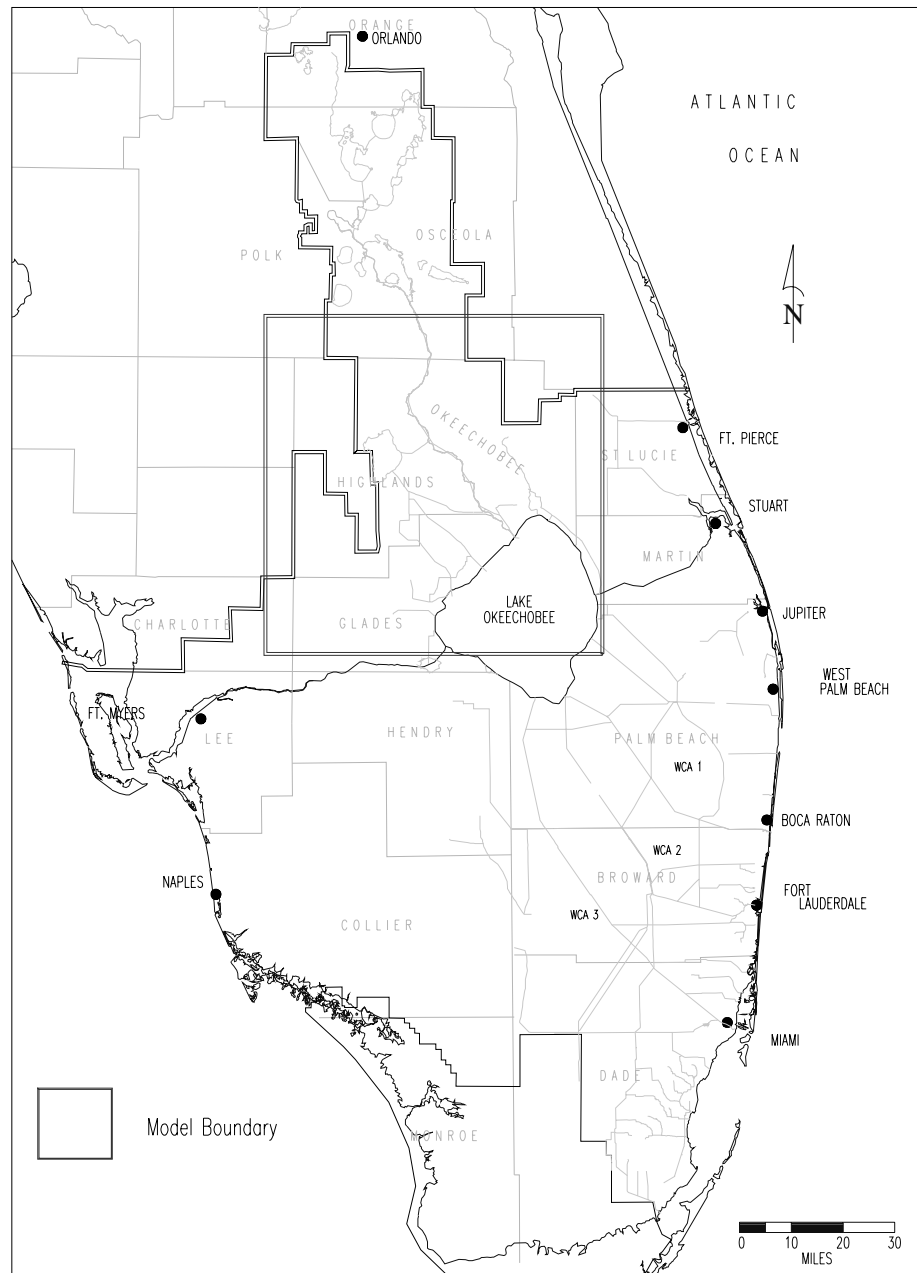 ORANGE
ORLANDO
ATLANTIC
OCEAN
OSCEOLA
POLK
N
OKEECHOBEE
FT. PIERCE
ST LUCIE
HIGHLANDS
STUART
MARTIN
LAKE
OKEECHOBEE
JUPITER
CHARLOTTE
GLADES
WEST
PALM BEACH
FT. MYERS
LEE
HENDRY
PALM BEACH
WCA 1
BOCA RATON
WCA 2
BROWARD
NAPLES
FORT
LAUDERDALE
WCA 3
COLLIER
MIAMI
DADE
Model Boundary
MONROE
0 10 20 30
MILES